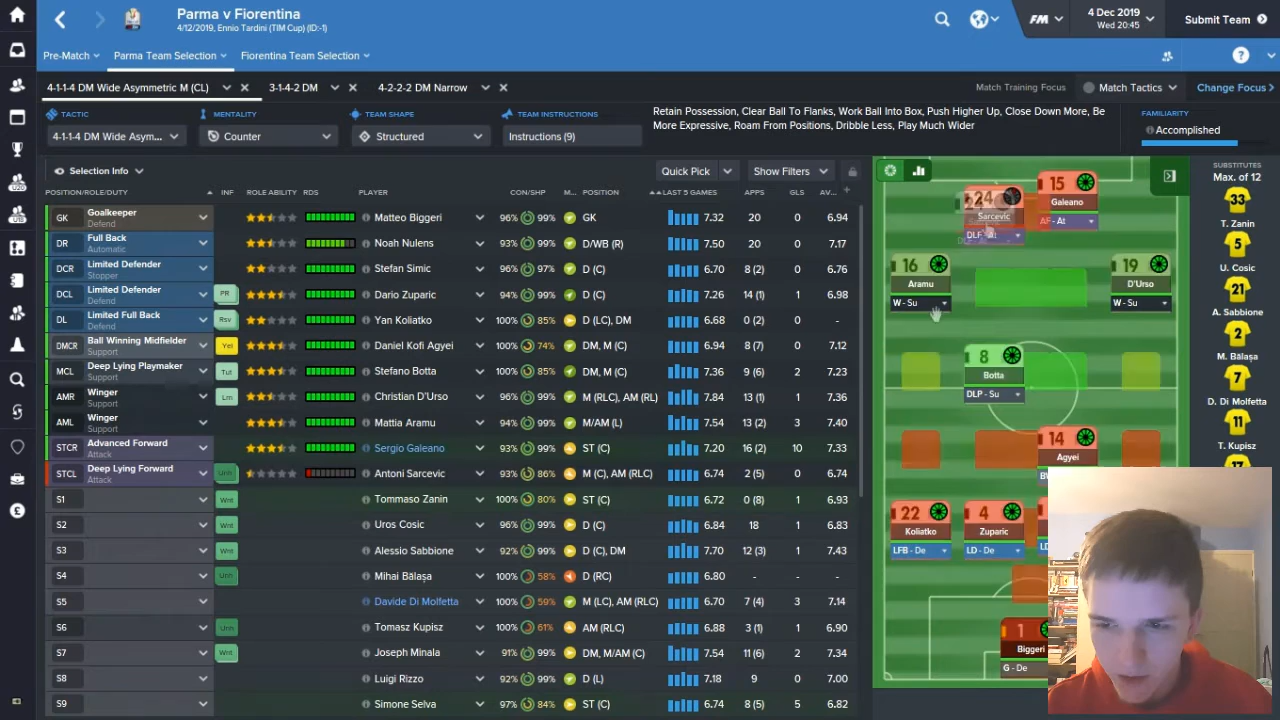 Parma v Fiorentina
4/12/2019, Ennio Tardini (TIM Cup) (ID:-1)
FM
4 Dec 2019
Wed 20:45
Submit Team
Pre-Match
Parma Team Selection
Fiorentina Team Selection
?
4-1-1-4 DM Wide Asymmetric M (CL)
3-1-4-2 DM
4-2-2-2 DM Narrow
Match Training Focus
Match Tactics
Change Focus
TACTIC
4-1-1-4 DM Wide Asym...
MENTALITY
Counter
TEAM SHAPE
Structured
TEAM INSTRUCTIONS
Instructions (9)
Retain Possession, Clear Ball To Flanks, Work Ball Into Box, Push Higher Up, Close Down More, Be
More Expressive, Roam From Positions, Dribble Less, Play Much Wider
FAMILIARITY
Accomplished
Selection Info
Quick Pick
Show Filters
POSITION/ROLE/DUTY INF ROLE ABILITY RDS PLAYER CON/SHP M... POSITION LAST 5 GAMES APPS GLS AV...
GK Goalkeeper Defend Matteo Biggeri 96% 99% GK 7.32 20 0 6.94
DR Full Back Automatic Noah Nulens 93% 99% D/WB (R) 7.50 20 0 7.17
DCR Limited Defender Stopper Stefan Simic 96% 97% D (C) 6.70 8 (2) 0 6.76
DCL Limited Defender Defend PR Dario Zuparic 94% 99% D (C) 7.26 14 (1) 1 6.98
DL Limited Full Back Defend Rsv Yan Koliatko 100% 85% D (LC), DM 6.68 0 (2) 0 -
DMCR Ball Winning Midfielder Support Yel Daniel Kofi Agyei 100% 74% DM, M (C) 6.94 8 (7) 0 7.12
MCL Deep Lying Playmaker Support Tut Stefano Botta 100% 85% DM, M (C) 7.36 9 (6) 2 7.23
AMR Winger Support Lrn Christian D'Urso 96% 99% M (RLC), AM (RL) 7.84 13 (1) 1 7.36
AML Winger Support Mattia Aramu 94% 99% M/AM (L) 7.54 13 (2) 3 7.40
STCR Advanced Forward Attack Sergio Galeano 93% 99% ST (C) 7.20 16 (2) 10 7.33
STCL Deep Lying Forward Attack Unh Antoni Sarcevic 93% 86% M (C), AM (RLC) 6.74 2 (5) 0 6.74
S1 Wnt Tommaso Zanin 100% 80% ST (C) 6.72 0 (8) 1 6.93
S2 Wnt Uros Cosic 96% 99% D (C) 6.84 18 1 6.83
S3 Wnt Alessio Sabbione 92% 99% D (C), DM 7.70 12 (3) 1 7.43
S4 Unh Mihai Bălașa 100% 58% D (RC) 6.80 - - -
S5 Davide Di Molfetta 100% 59% M (LC), AM (RLC) 6.70 7 (4) 3 7.14
S6 Unh Tomasz Kupisz 100% 61% AM (RLC) 6.88 3 (1) 1 6.90
S7 Wnt Joseph Minala 91% 99% DM, M/AM (C) 7.54 11 (6) 2 7.34
S8 Luigi Rizzo 92% 99% D (L) 7.18 9 0 7.00
S9 Simone Selva 97% 84% ST (C) 6.74 8 (5) 5 6.82
24
Sarcevic
15
Galeano
AF - At
16
Aramu
W - Su
19
D'Urso
W - Su
8
Botta
DLP - Su
14
Agyei
22
Koliatko
LFB - De
4
Zuparic
LD - De
1
Biggeri
G - De
SUBSTITUTES
Max. of 12
33
T. Zanin
5
U. Cosic
21
A. Sabbione
2
M. Bălașa
7
D. Di Molfetta
11
T. Kupisz
17